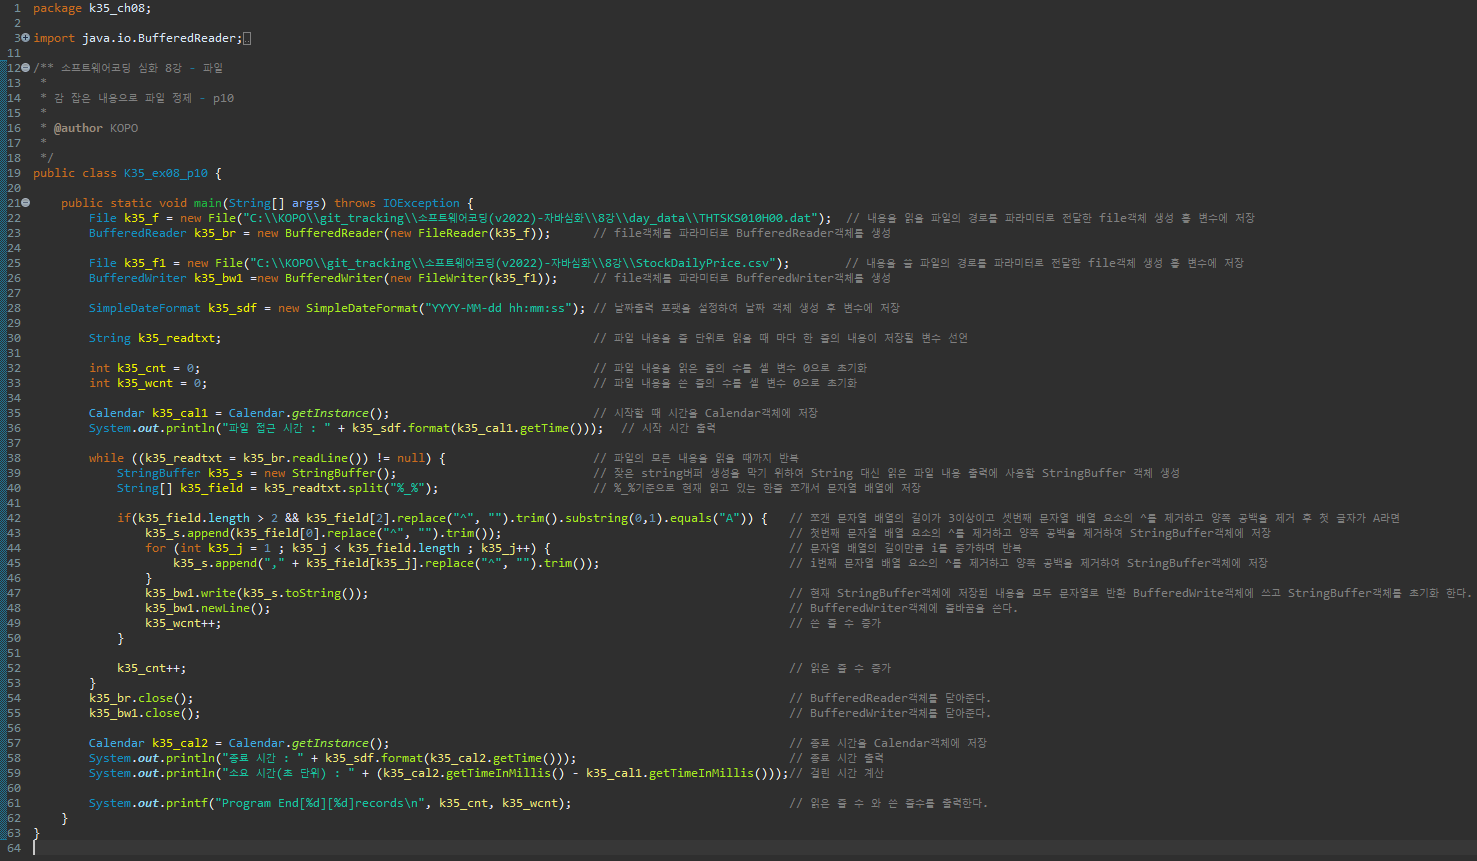 1 package k35_ch08;
2
3 import java.io.BufferedReader;
11
12 /** 소프트웨어코딩 심화 8강 - 파일
13  *
14  * 감 잡은 내용으로 파일 정제 - p10
15  *
16  * @author KOPO
17  *
18  */
19 public class K35_ex08_p10 {
20
21     public static void main(String[] args) throws IOException {
22         File k35_f = new File("C:\\KOPO\\git_tracking\\소프트웨어코딩(v2022)-자바심화\\8강\\day_data\\THTSKS010H00.dat");  // 내용을 읽을 파일의 경로를 파라미터로 전달한 file객체 생성 홓 변수에 저장
23         BufferedReader k35_br = new BufferedReader(new FileReader(k35_f));      // file객체를 파라미터로 BufferedReader객체를 생성
24
25         File k35_f1 = new File("C:\\KOPO\\git_tracking\\소프트웨어코딩(v2022)-자바심화\\8강\\StockDailyPrice.csv");        // 내용을 쓸 파일의 경로를 파라미터로 전달한 file객체 생성 홓 변수에 저장
26         BufferedWriter k35_bw1 =new BufferedWriter(new FileWriter(k35_f1));     // file객체를 파라미터로 BufferedWriter객체를 생성
27
28         SimpleDateFormat k35_sdf = new SimpleDateFormat("YYYY-MM-dd hh:mm:ss"); // 날짜출력 포맷을 설정하여 날짜 객체 생성 후 변수에 저장
29
30         String k35_readtxt;                                                     // 파일 내용을 줄 단위로 읽을 때 마다 한 줄의 내용이 저장될 변수 선언
31
32         int k35_cnt = 0;                                                        // 파일 내용을 읽은 줄의 수를 셀 변수 0으로 초기화
33         int k35_wcnt = 0;                                                       // 파일 내용을 쓴 줄의 수를 셀 변수 0으로 초기화
34
35         Calendar k35_cal1 = Calendar.getInstance();                             // 시작할 때 시간을 Calendar객체에 저장
36         System.out.println("파일 접근 시간 : " + k35_sdf.format(k35_cal1.getTime()));  // 시작 시간 출력
37
38         while ((k35_readtxt = k35_br.readLine()) != null) {                     // 파일의 모든 내용을 읽을 때까지 반복
39             StringBuffer k35_s = new StringBuffer();                            // 잦은 string버퍼 생성을 막기 위하여 String 대신 읽은 파일 내용 출력에 사용할 StringBuffer 객체 생성
40             String[] k35_field = k35_readtxt.split("%_%");                      // %_%기준으로 현재 읽고 있는 한줄 쪼개서 문자열 배열에 저장
41
42             if(k35_field.length > 2 && k35_field[2].replace("^", "").trim().substring(0,1).equals("A")) {   // 쪼갠 문자열 배열의 길이가 3이상이고 셋번째 문자열 배열 요소의 ^를 제거하고 양쪽 공백을 제거 후 첫 글자가 A라면
43                 k35_s.append(k35_field[0].replace("^", "").trim());                                         // 첫번째 문자열 배열 요소의 ^를 제거하고 양쪽 공백을 제거하여 StringBuffer객체에 저장
44                 for (int k35_j = 1 ; k35_j < k35_field.length ; k35_j++) {                                  // 문자열 배열의 길이만큼 i를 증가하며 반복
45                     k35_s.append("," + k35_field[k35_j].replace("^", "").trim());                           // i번째 문자열 배열 요소의 ^를 제거하고 양쪽 공백을 제거하여 StringBuffer객체에 저장
46                 }
47                 k35_bw1.write(k35_s.toString());                                                            // 현재 StringBuffer객체에 저장된 내용을 모두 문자열로 반환 BufferedWrite객체에 쓰고 StringBuffer객체를 초기화 한다.
48                 k35_bw1.newLine();                                                                          // BufferedWriter객체에 줄바꿈을 쓴다.
49                 k35_wcnt++;                                                                                 // 쓴 줄 수 증가
50             }
51
52             k35_cnt++;                                                                                      // 읽은 줄 수 증가
53         }
54         k35_br.close();                                                                                     // BufferedReader객체를 닫아준다.
55         k35_bw1.close();                                                                                    // BufferedWriter객체를 닫아준다.
56
57         Calendar k35_cal2 = Calendar.getInstance();                                                         // 종료 시간을 Calendar객체에 저장
58         System.out.println("종료 시간 : " + k35_sdf.format(k35_cal2.getTime()));                              // 종료 시간 출력
59         System.out.println("소요 시간(초 단위) : " + (k35_cal2.getTimeInMillis() - k35_cal1.getTimeInMillis()));// 걸린 시간 계산
60
61         System.out.printf("Program End[%d][%d]records\n", k35_cnt, k35_wcnt);                               // 읽은 줄 수 와 쓴 줄수를 출력한다.
62     }
63 }
64